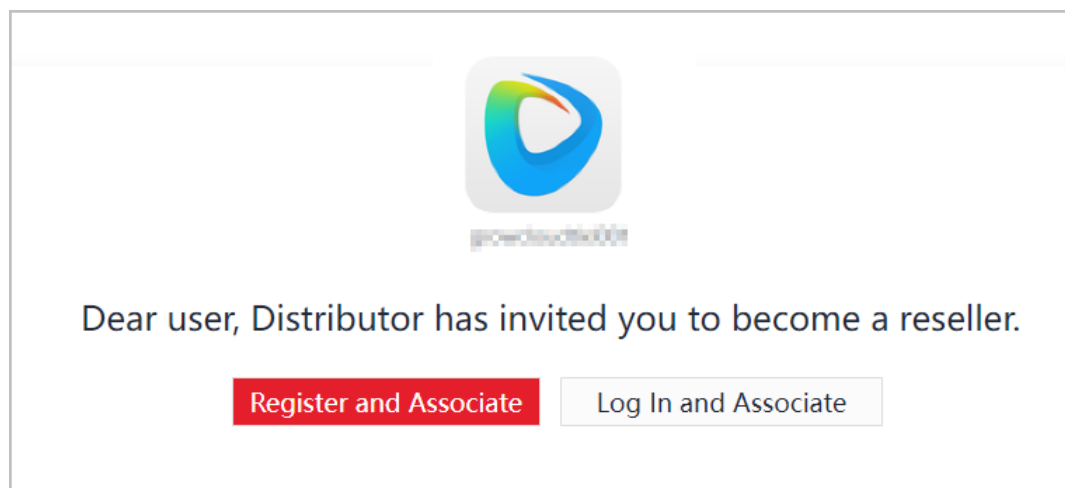 Dear user, Distributor has invited you to become a reseller.
Register and Associate
Log In and Associate